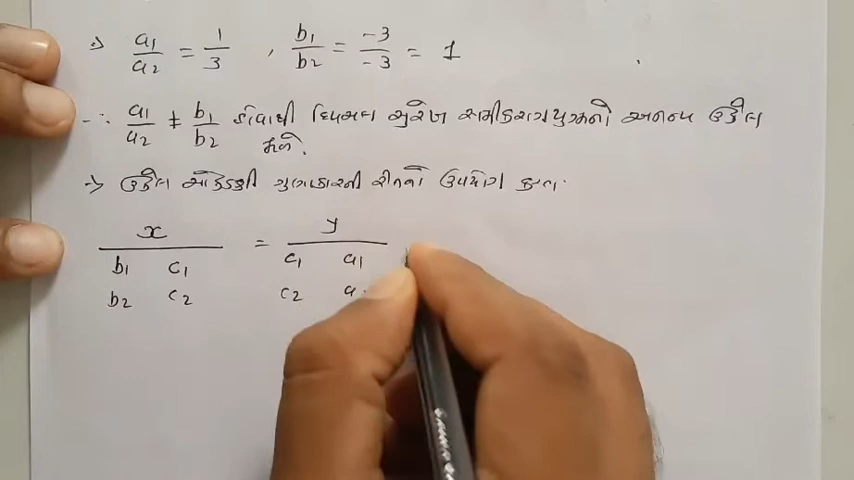 → a₁/a₂ = 1/3 , b₁/b₂ = -3/-3 = 1
∴ a₁/a₂ ≠ b₁/b₂ હોવાથી દ્વિચલ સુરેખ સમીકરણયુગ્મનો અનન્ય ઉકેલ
મળે.
→ ઉકેલ ચોકડી ગુણાકારની રીતનો ઉપયોગ કરતા
x = y
b₁ c₁ c₁ a₁
b₂ c₂ c₂ a